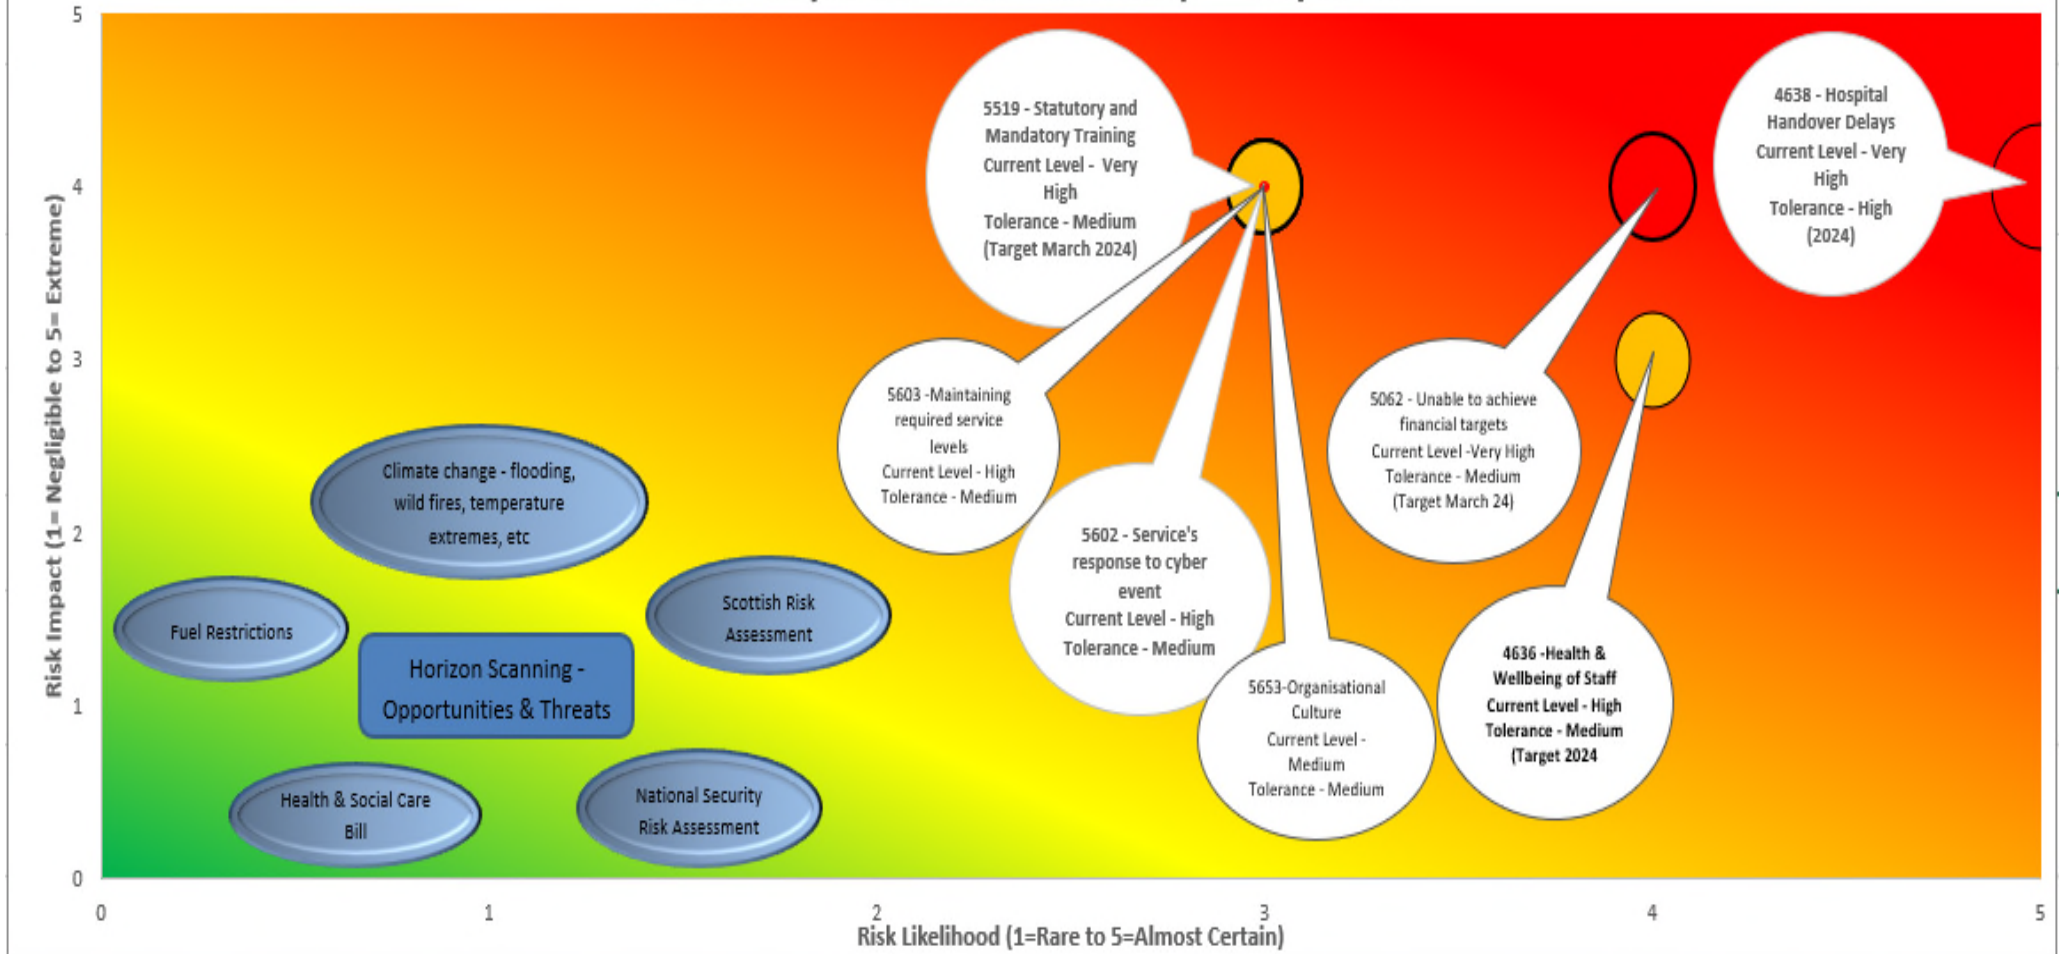 5
4
3
2
1
0
Risk Impact (1= Negligible to 5= Extreme)
5519 - Statutory and
Mandatory Training
Current Level -  Very
High
Tolerance - Medium
(Target March 2024)
4638 - Hospital
Handover Delays
Current Level - Very
High
Tolerance - High
(2024)
5603 -Maintaining
required service
levels
Current Level - High
Tolerance - Medium
5062 - Unable to achieve
financial targets
Current Level -Very High
Tolerance - Medium
(Target March 24)
5602 - Service's
response to cyber
event
Current Level - High
Tolerance - Medium
5653-Organisational
Culture
Current Level -
Medium
Tolerance - Medium
4636 -Health &
Wellbeing of Staff
Current Level - High
Tolerance - Medium
(Target 2024
Climate change - flooding,
wild fires, temperature
extremes, etc
Fuel Restrictions
Scottish Risk
Assessment
Horizon Scanning -
Opportunities & Threats
Health & Social Care
Bill
National Security
Risk Assessment
0 1 2 3 4 5
Risk Likelihood (1=Rare to 5=Almost Certain)